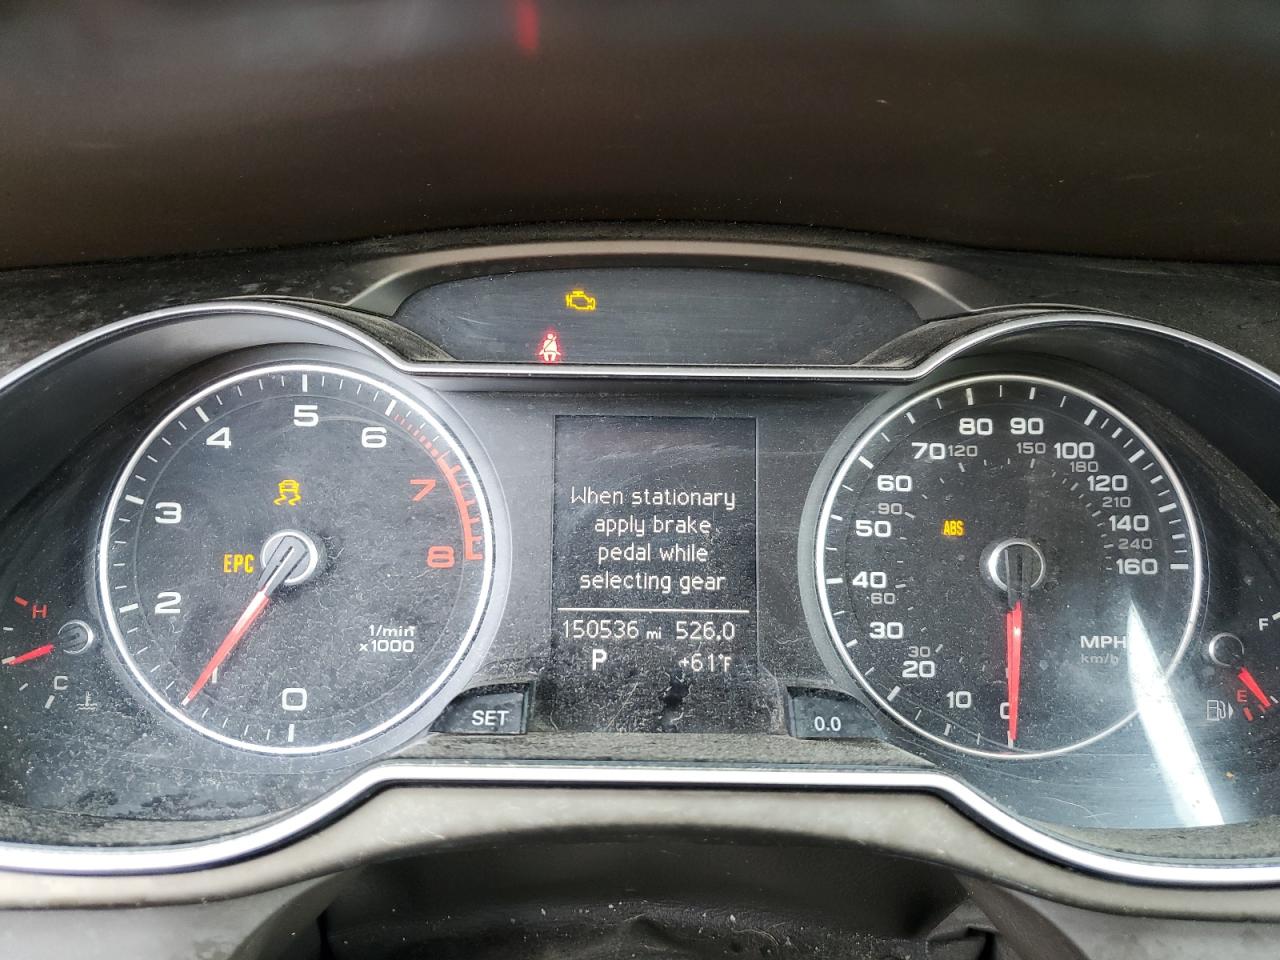 5
4
6
3
7
EPC
8
2
1/min
x1000
1
0
H
C
SET
When stationary
apply brake
pedal while
selecting gear
150536 mi 526.0
P +61°F
0.0
80 90
70 120 150 100
180
60 120
90 210
50 ABS 140
240
160
40
60
30 MPH
30 km/h
20
10
0
F
E